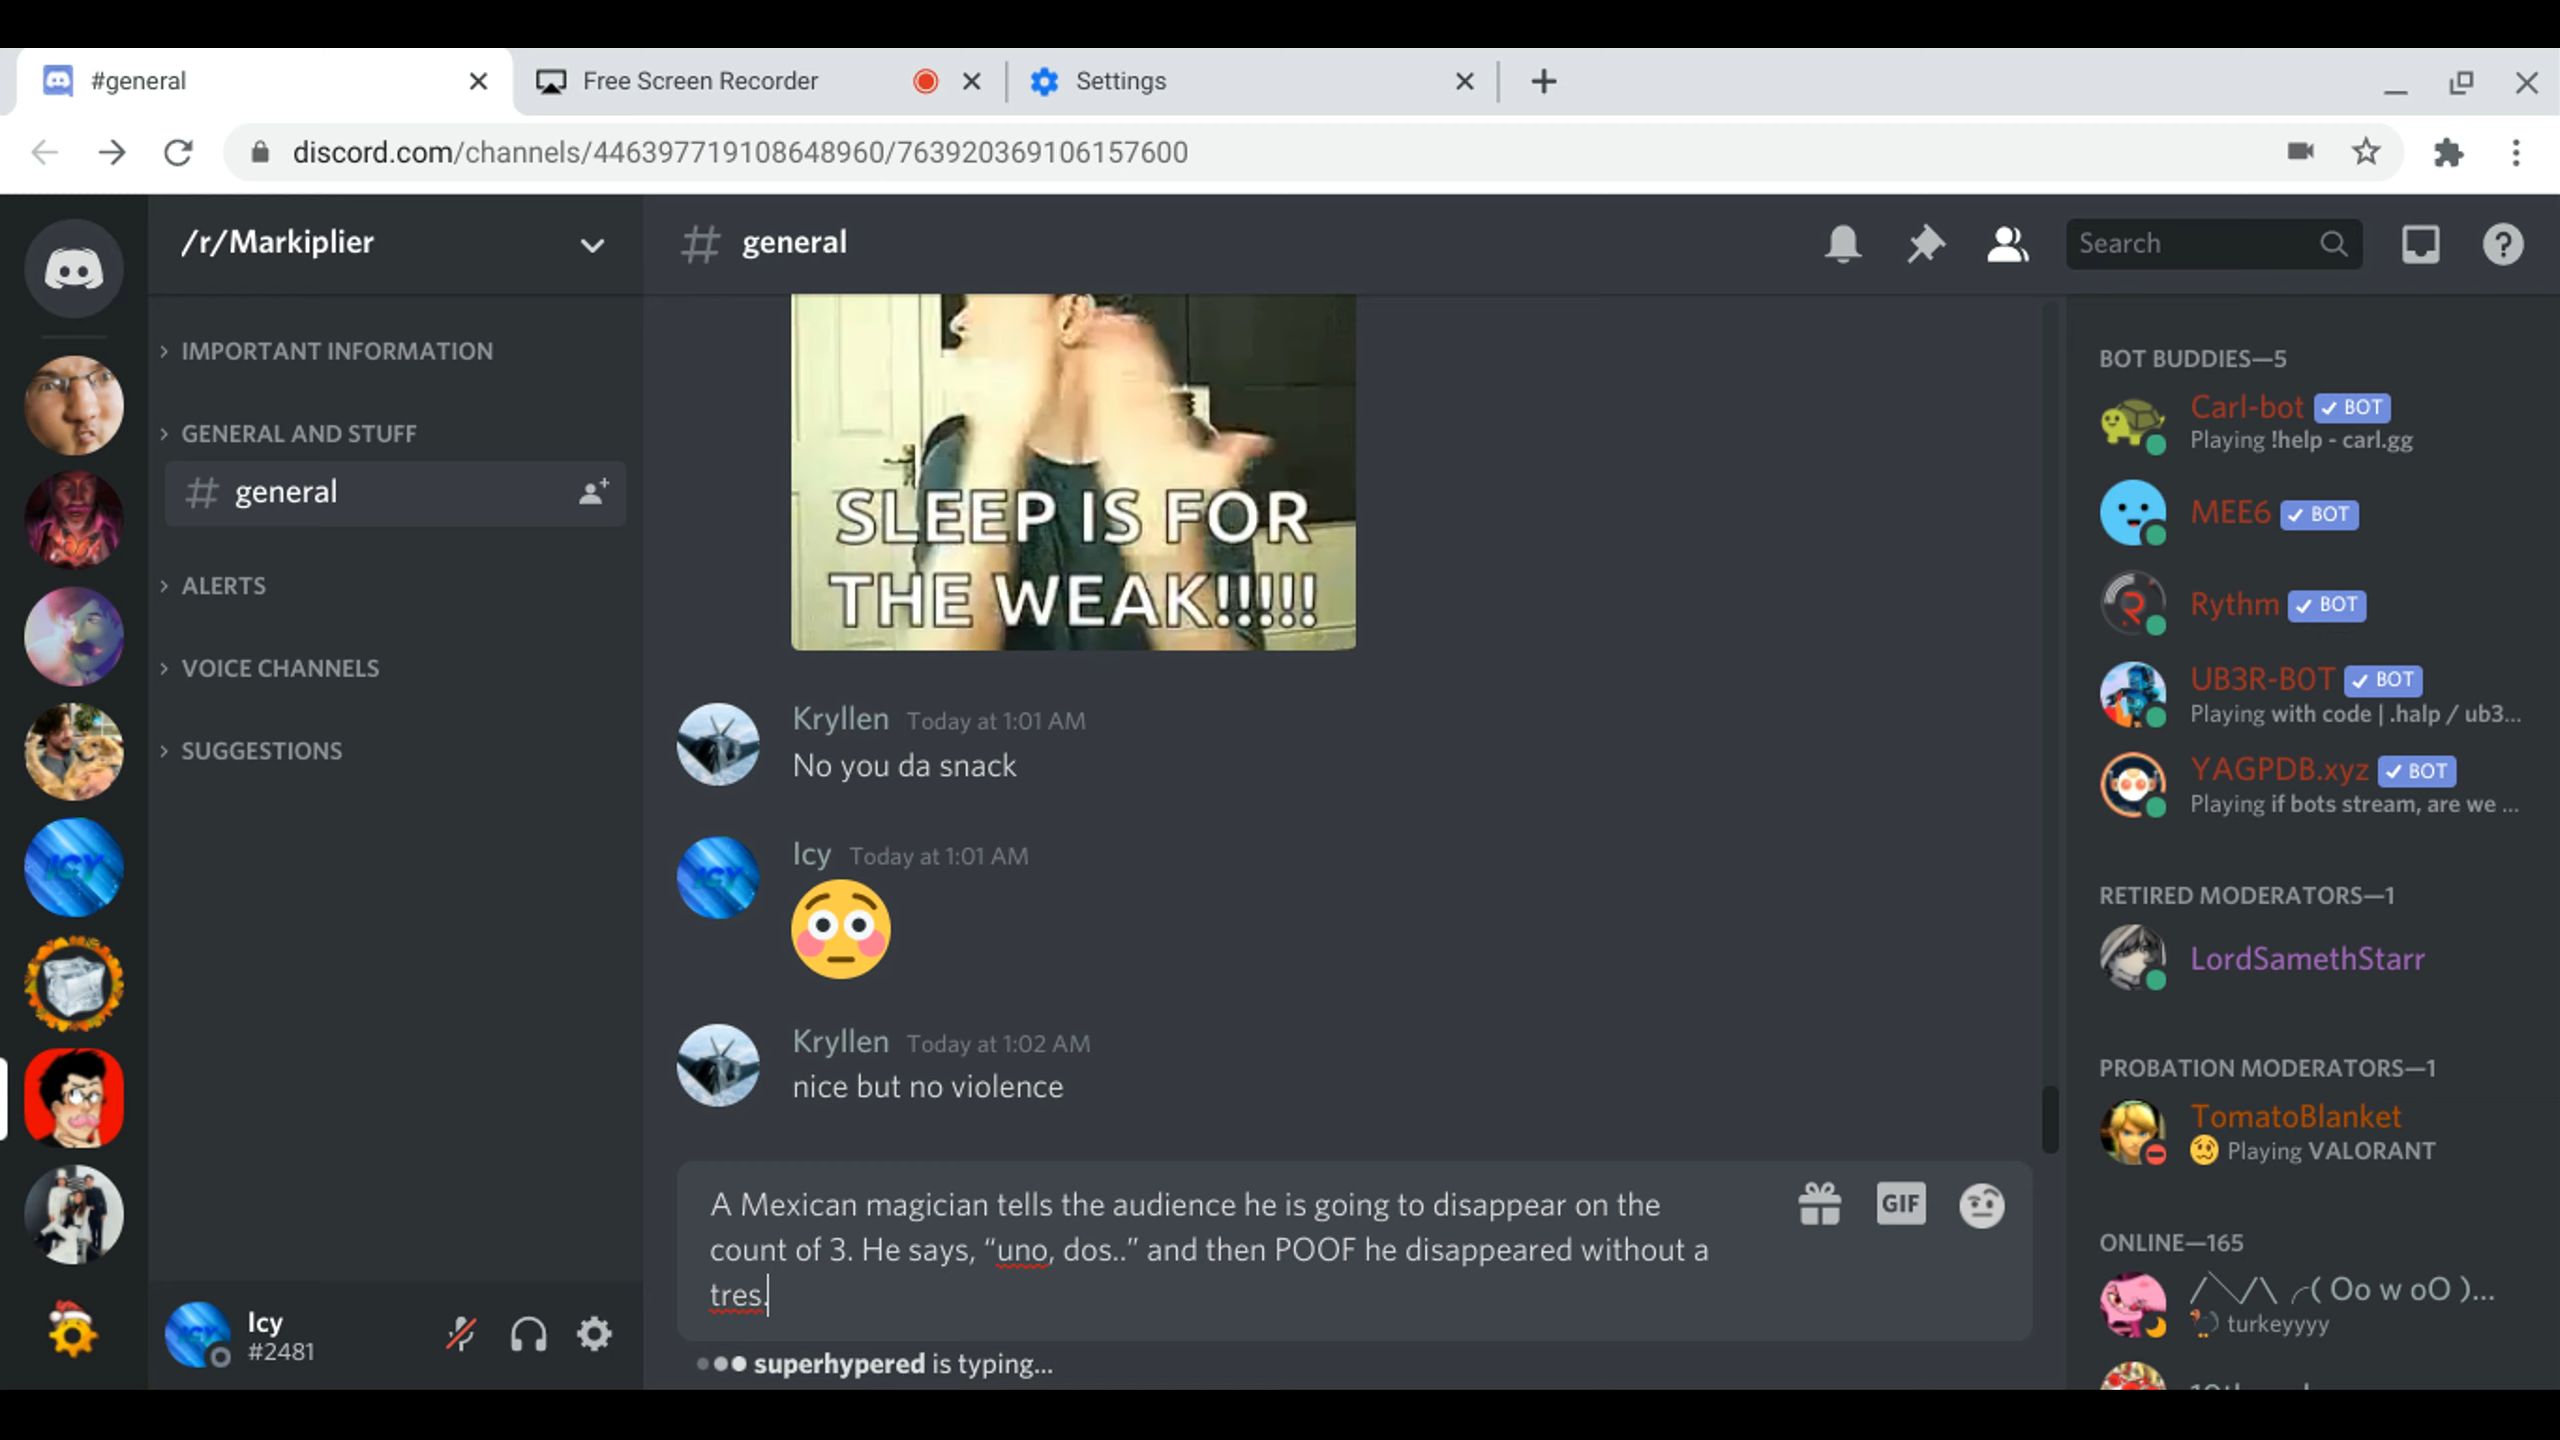 #general
Free Screen Recorder
Settings
discord.com/channels/446397719108648960/763920369106157600
/r/Markiplier
general
Search
IMPORTANT INFORMATION
GENERAL AND STUFF
general
ALERTS
VOICE CHANNELS
SUGGESTIONS
SLEEP IS FOR
THE WEAK!!!!!
Kryllen Today at 1:01 AM
No you da snack
Icy Today at 1:01 AM
ICY
Kryllen Today at 1:02 AM
nice but no violence
A Mexican magician tells the audience he is going to disappear on the
count of 3. He says, “uno, dos..” and then POOF he disappeared without a
tres.
GIF
superhypered is typing...
ICY
Icy
#2481
BOT BUDDIES—5
Carl-bot BOT
Playing !help - carl.gg
MEE6 BOT
Rythm BOT
UB3R-B0T BOT
Playing with code | .halp / ub3...
YAGPDB.xyz BOT
Playing if bots stream, are we ...
RETIRED MODERATORS—1
LordSamethStarr
PROBATION MODERATORS—1
TomatoBlanket
Playing VALORANT
ONLINE—165
/╲/\ ╭( Oo w oO )...
turkeyyyy